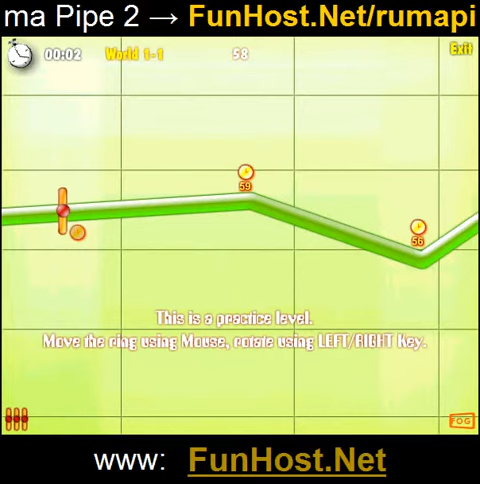 ma Pipe 2 → FunHost.Net/rumapi
00:02 World 1-1 58 Exit
59
56
This is a practice level.
Move the ring using Mouse, rotate using LEFT/RIGHT Key.
FOG
www: FunHost.Net